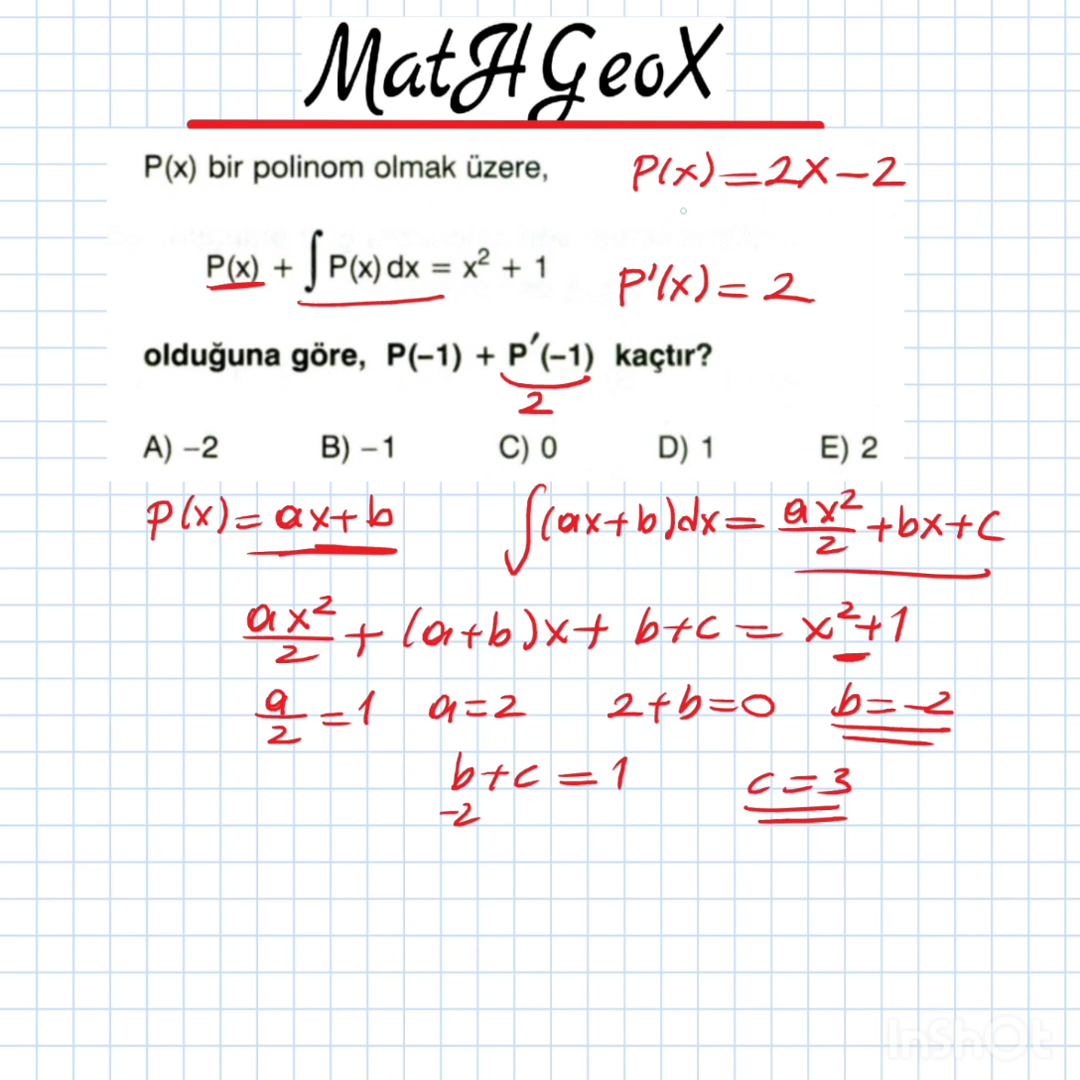 MatHGeoX
P(x) bir polinom olmak üzere,
P(x) = 2x − 2
P(x) + ∫ P(x) dx = x² + 1
P'(x) = 2
olduğuna göre, P(−1) + P′(−1) kaçtır?
2
A) −2 B) −1 C) 0 D) 1 E) 2
P(x) = ax+b ∫(ax+b)dx = ax²/2 + bx + c
ax²/2 + (a+b)x + b+c = x²+1
a/2 = 1 a=2 2+b=0 b=−2
b+c = 1 c=3
−2
InShOt